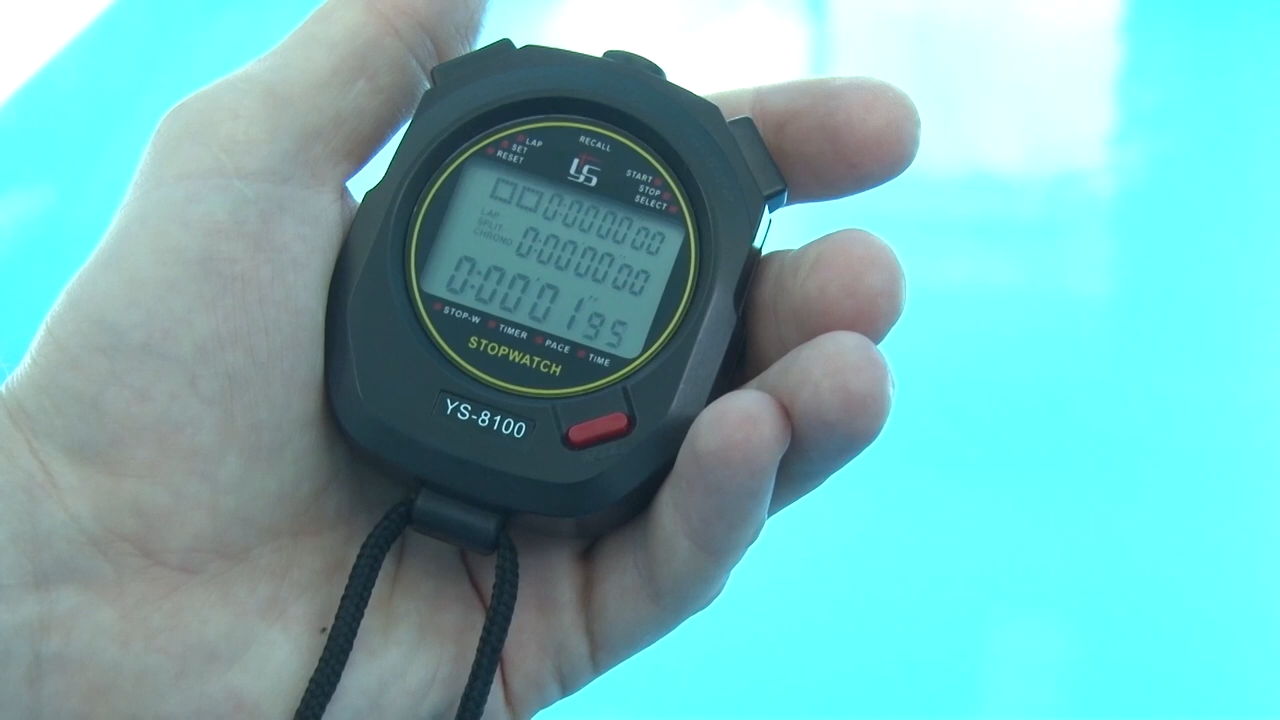 RECALL
LAP
SET
RESET
YS
START
STOP
SELECT
0:00'00"00
LAP
SPLIT
CHRONO
0:00'00"00
0:00'01"95
STOP-W
TIMER
PACE
TIME
STOPWATCH
YS-8100